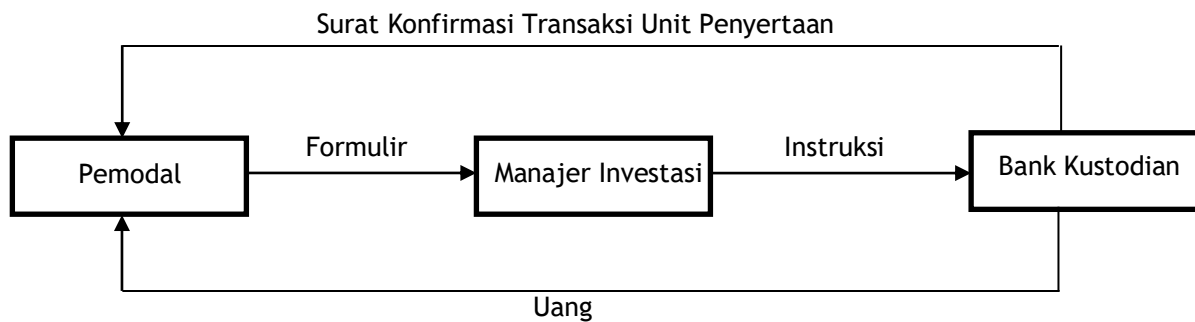 Surat Konfirmasi Transaksi Unit Penyertaan
Pemodal
Formulir
Manajer Investasi
Instruksi
Bank Kustodian
Uang